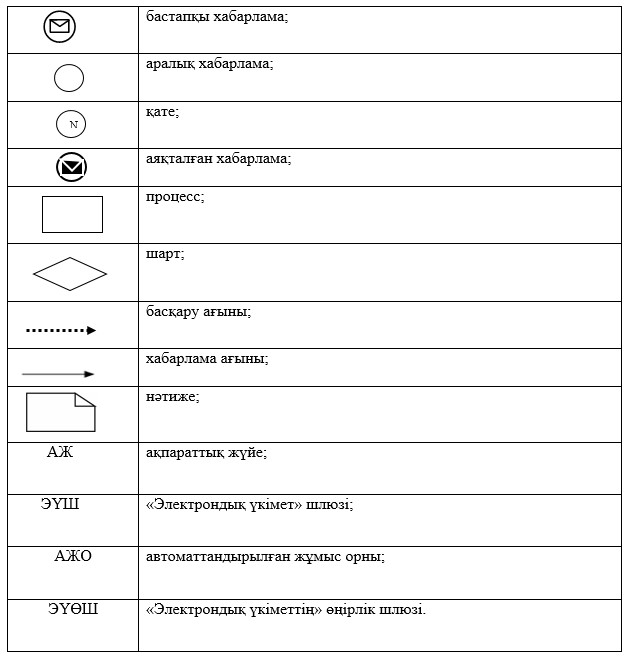 бастапқы хабарлама;
аралық хабарлама;
N қате;
аяқталған хабарлама;
процесс;
шарт;
басқару ағыны;
хабарлама ағыны;
нәтиже;
АЖ ақпараттық жүйе;
ЭҮШ «Электрондық үкімет» шлюзі;
АЖО автоматтандырылған жұмыс орны;
ЭҮӨШ «Электрондық үкіметтің» өңірлік шлюзі.